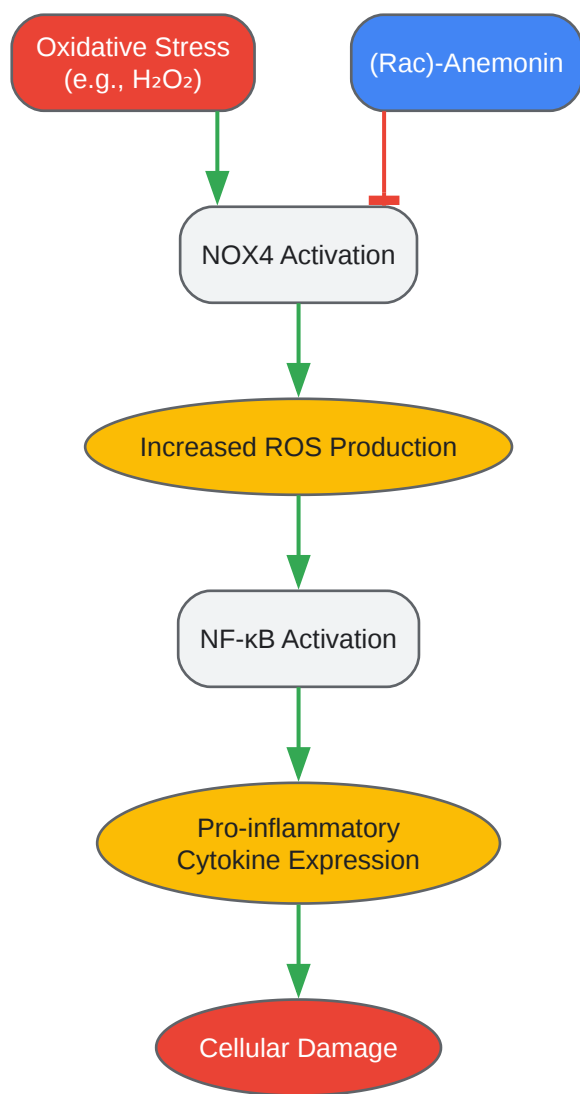 Oxidative Stress
(e.g., H₂O₂)
(Rac)-Anemonin
NOX4 Activation
Increased ROS Production
NF-κB Activation
Pro-inflammatory
Cytokine Expression
Cellular Damage